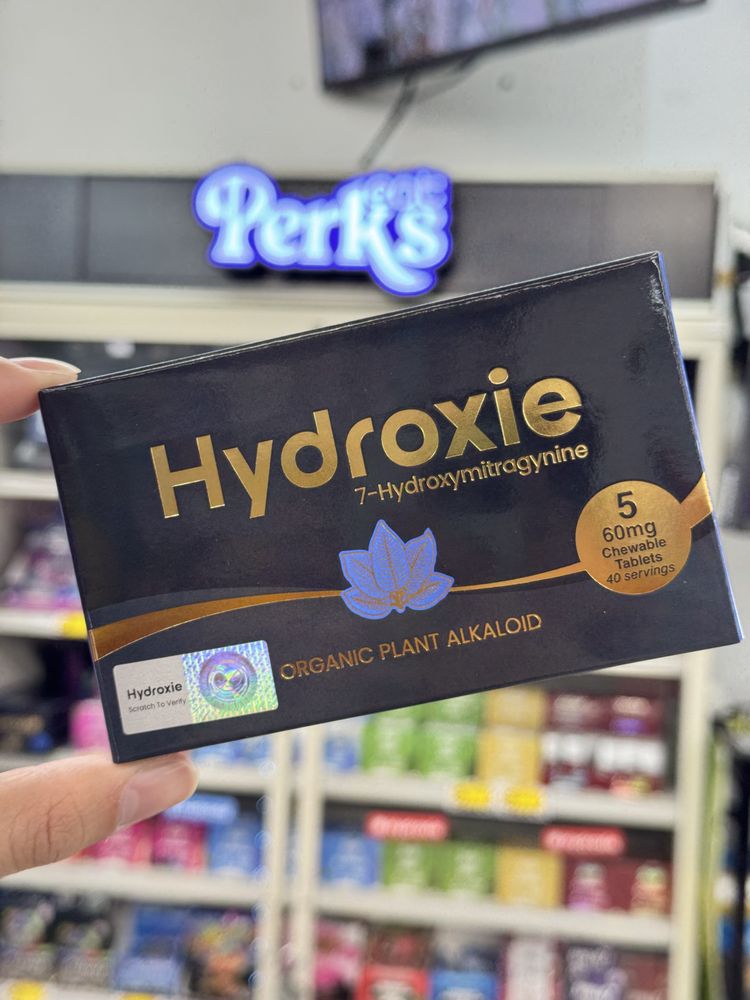 Perks
Hydroxie
7-Hydroxymitragynine
5
60mg
Chewable
Tablets
40 servings
ORGANIC PLANT ALKALOID
Hydroxie
Scratch To Verify